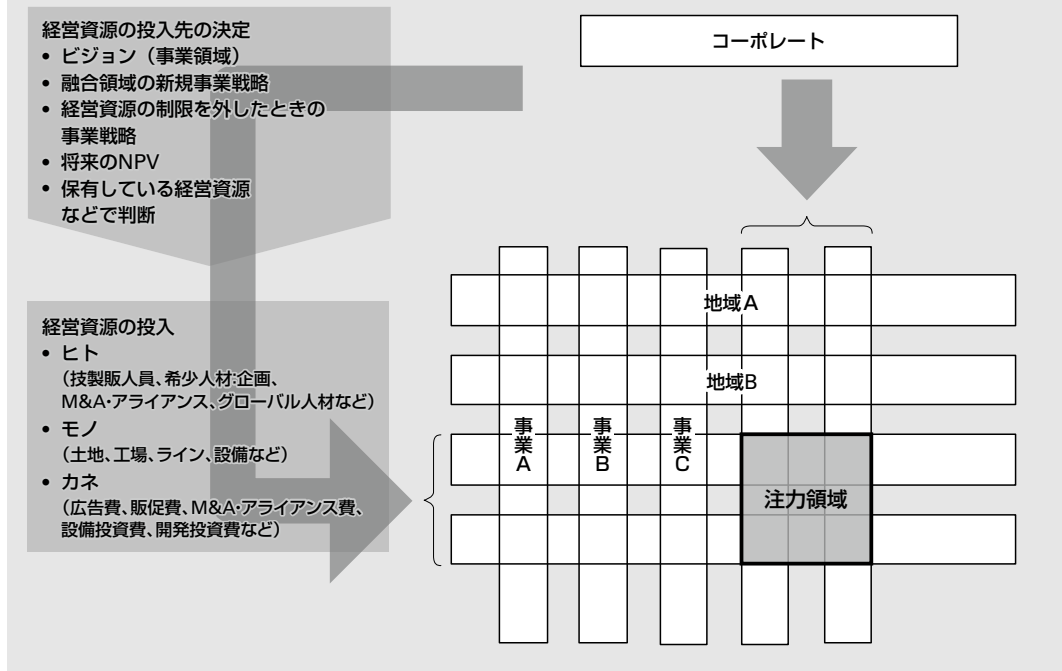 経営資源の投入先の決定
• ビジョン（事業領域）
• 融合領域の新規事業戦略
• 経営資源の制限を外したときの
事業戦略
• 将来のNPV
• 保有している経営資源
などで判断
経営資源の投入
• ヒト
（技製販人員、希少人材:企画、
M&A・アライアンス、グローバル人材など）
• モノ
（土地、工場、ライン、設備など）
• カネ
（広告費、販促費、M&A・アライアンス費、
設備投資費、開発投資費など）
コーポレート
地域A
地域B
事業A
事業B
事業C
注力領域